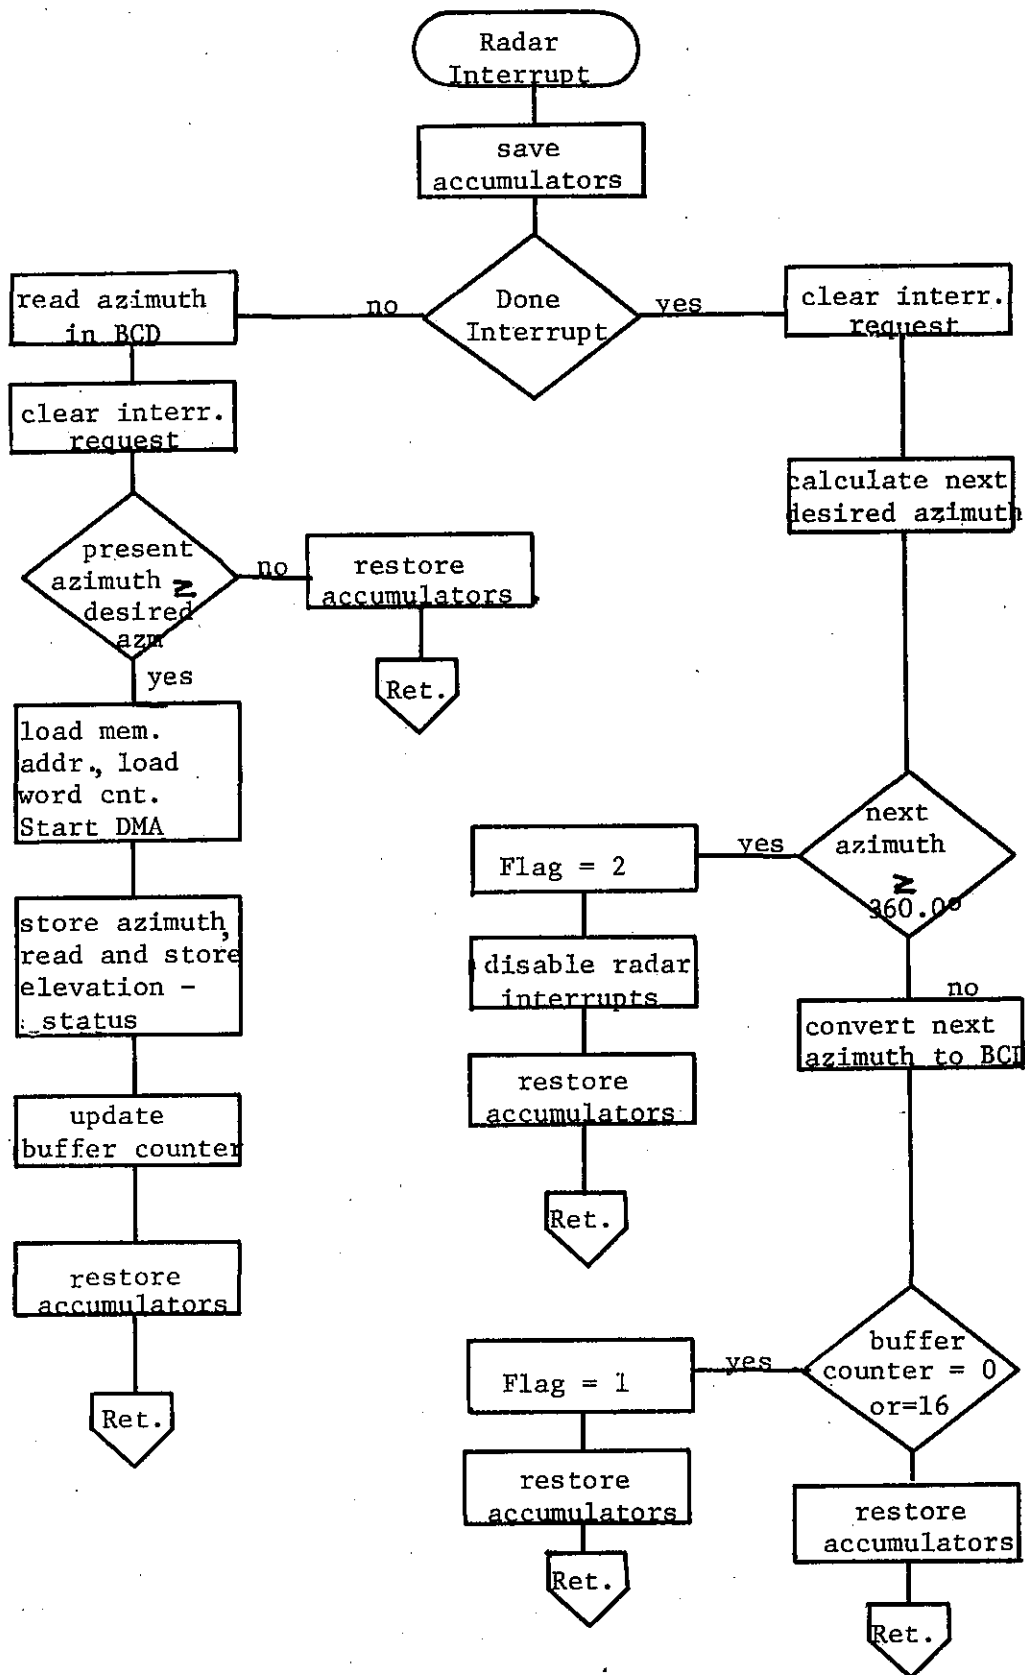 Radar
Interrupt
save
accumulators
Done
Interrupt
no
yes
read azimuth
in BCD
clear interr.
request
clear interr.
request
calculate next
desired azimuth
present
azimuth ≥
desired
azm
no
restore
accumulators
Ret.
yes
load mem.
addr., load
word cnt.
Start DMA
store azimuth,
read and store
elevation -
status
update
buffer counter
restore
accumulators
Ret.
next
azimuth
≥
360.0°
yes
Flag = 2
disable radar
interrupts
restore
accumulators
Ret.
no
convert next
azimuth to BCD
buffer
counter = 0
or=16
yes
Flag = 1
restore
accumulators
Ret.
restore
accumulators
Ret.